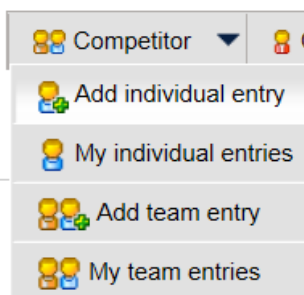 Competitor
Add individual entry
My individual entries
Add team entry
My team entries